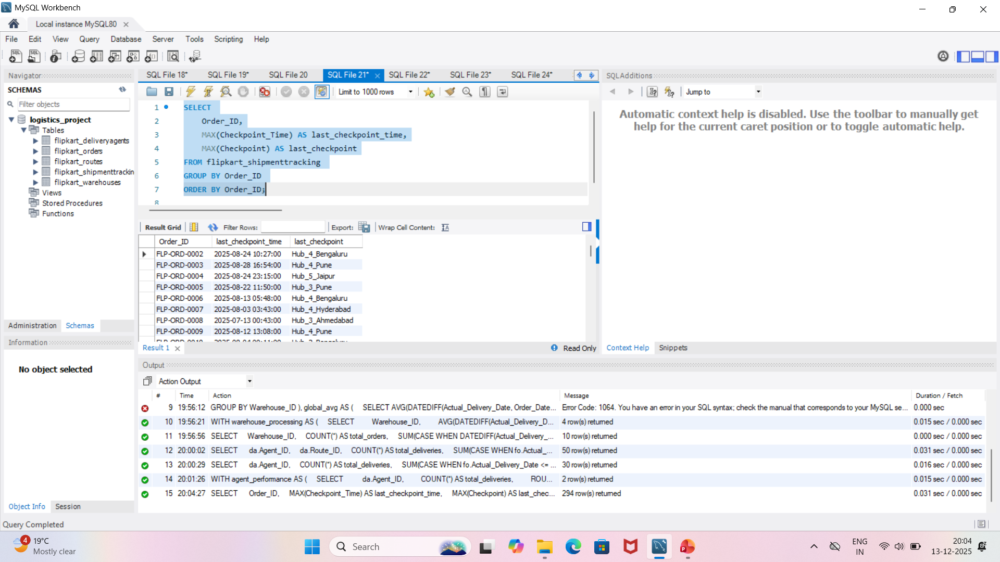 MySQL Workbench
Local instance MySQL80
File Edit View Query Database Server Tools Scripting Help
Navigator
SCHEMAS
Filter objects
logistics_project
Tables
flipkart_deliveryagents
flipkart_orders
flipkart_routes
flipkart_shipmenttrackin
flipkart_warehouses
Views
Stored Procedures
Functions
Administration Schemas
Information
No object selected
Object Info Session
SQL File 18* SQL File 19* SQL File 20 SQL File 21* SQL File 22* SQL File 23* SQL File 24*
Limit to 1000 rows
1 SELECT
2 Order_ID,
3 MAX(Checkpoint_Time) AS last_checkpoint_time,
4 MAX(Checkpoint) AS last_checkpoint
5 FROM flipkart_shipmenttracking
6 GROUP BY Order_ID
7 ORDER BY Order_ID;
8
Result Grid Filter Rows: Export: Wrap Cell Content:
Order_ID last_checkpoint_time last_checkpoint
FLP-ORD-0002 2025-08-24 10:27:00 Hub_4_Bengaluru
FLP-ORD-0003 2025-08-28 16:54:00 Hub_4_Pune
FLP-ORD-0004 2025-08-24 23:15:00 Hub_5_Jaipur
FLP-ORD-0005 2025-08-22 11:50:00 Hub_3_Pune
FLP-ORD-0006 2025-08-13 05:48:00 Hub_4_Bengaluru
FLP-ORD-0007 2025-08-03 03:43:00 Hub_4_Hyderabad
FLP-ORD-0008 2025-07-13 00:43:00 Hub_3_Ahmedabad
FLP-ORD-0009 2025-08-12 13:08:00 Hub_4_Pune
Result 1 Read Only
SQLAdditions
Jump to
Automatic context help is disabled. Use the toolbar to manually get
help for the current caret position or to toggle automatic help.
Context Help Snippets
Output
Action Output
# Time Action Message Duration / Fetch
9 19:56:12 GROUP BY Warehouse_ID ), global_avg AS ( SELECT AVG(DATEDIFF(Actual_Delivery_Date, Order_Date... Error Code: 1064. You have an error in your SQL syntax; check the manual that corresponds to your MySQL se... 0.000 sec
10 19:56:21 WITH warehouse_processing AS ( SELECT Warehouse_ID, AVG(DATEDIFF(Actual_Delivery_D... 4 row(s) returned 0.015 sec / 0.000 sec
11 19:56:56 SELECT Warehouse_ID, COUNT(*) AS total_orders, SUM(CASE WHEN DATEDIFF(Actual_Delivery_... 10 row(s) returned 0.000 sec / 0.000 sec
12 20:00:02 SELECT da.Agent_ID, da.Route_ID, COUNT(*) AS total_deliveries, SUM(CASE WHEN fo.Actual_... 50 row(s) returned 0.031 sec / 0.000 sec
13 20:00:29 SELECT da.Agent_ID, COUNT(*) AS total_deliveries, SUM(CASE WHEN fo.Actual_Delivery_Date <= ... 30 row(s) returned 0.016 sec / 0.000 sec
14 20:01:26 WITH agent_performance AS ( SELECT da.Agent_ID, COUNT(*) AS total_deliveries, ROU... 2 row(s) returned 0.015 sec / 0.000 sec
15 20:04:27 SELECT Order_ID, MAX(Checkpoint_Time) AS last_checkpoint_time, MAX(Checkpoint) AS last_chec... 294 row(s) returned 0.031 sec / 0.000 sec
Query Completed
4
19°C
Mostly clear
Search
ENG
IN
20:04
13-12-2025